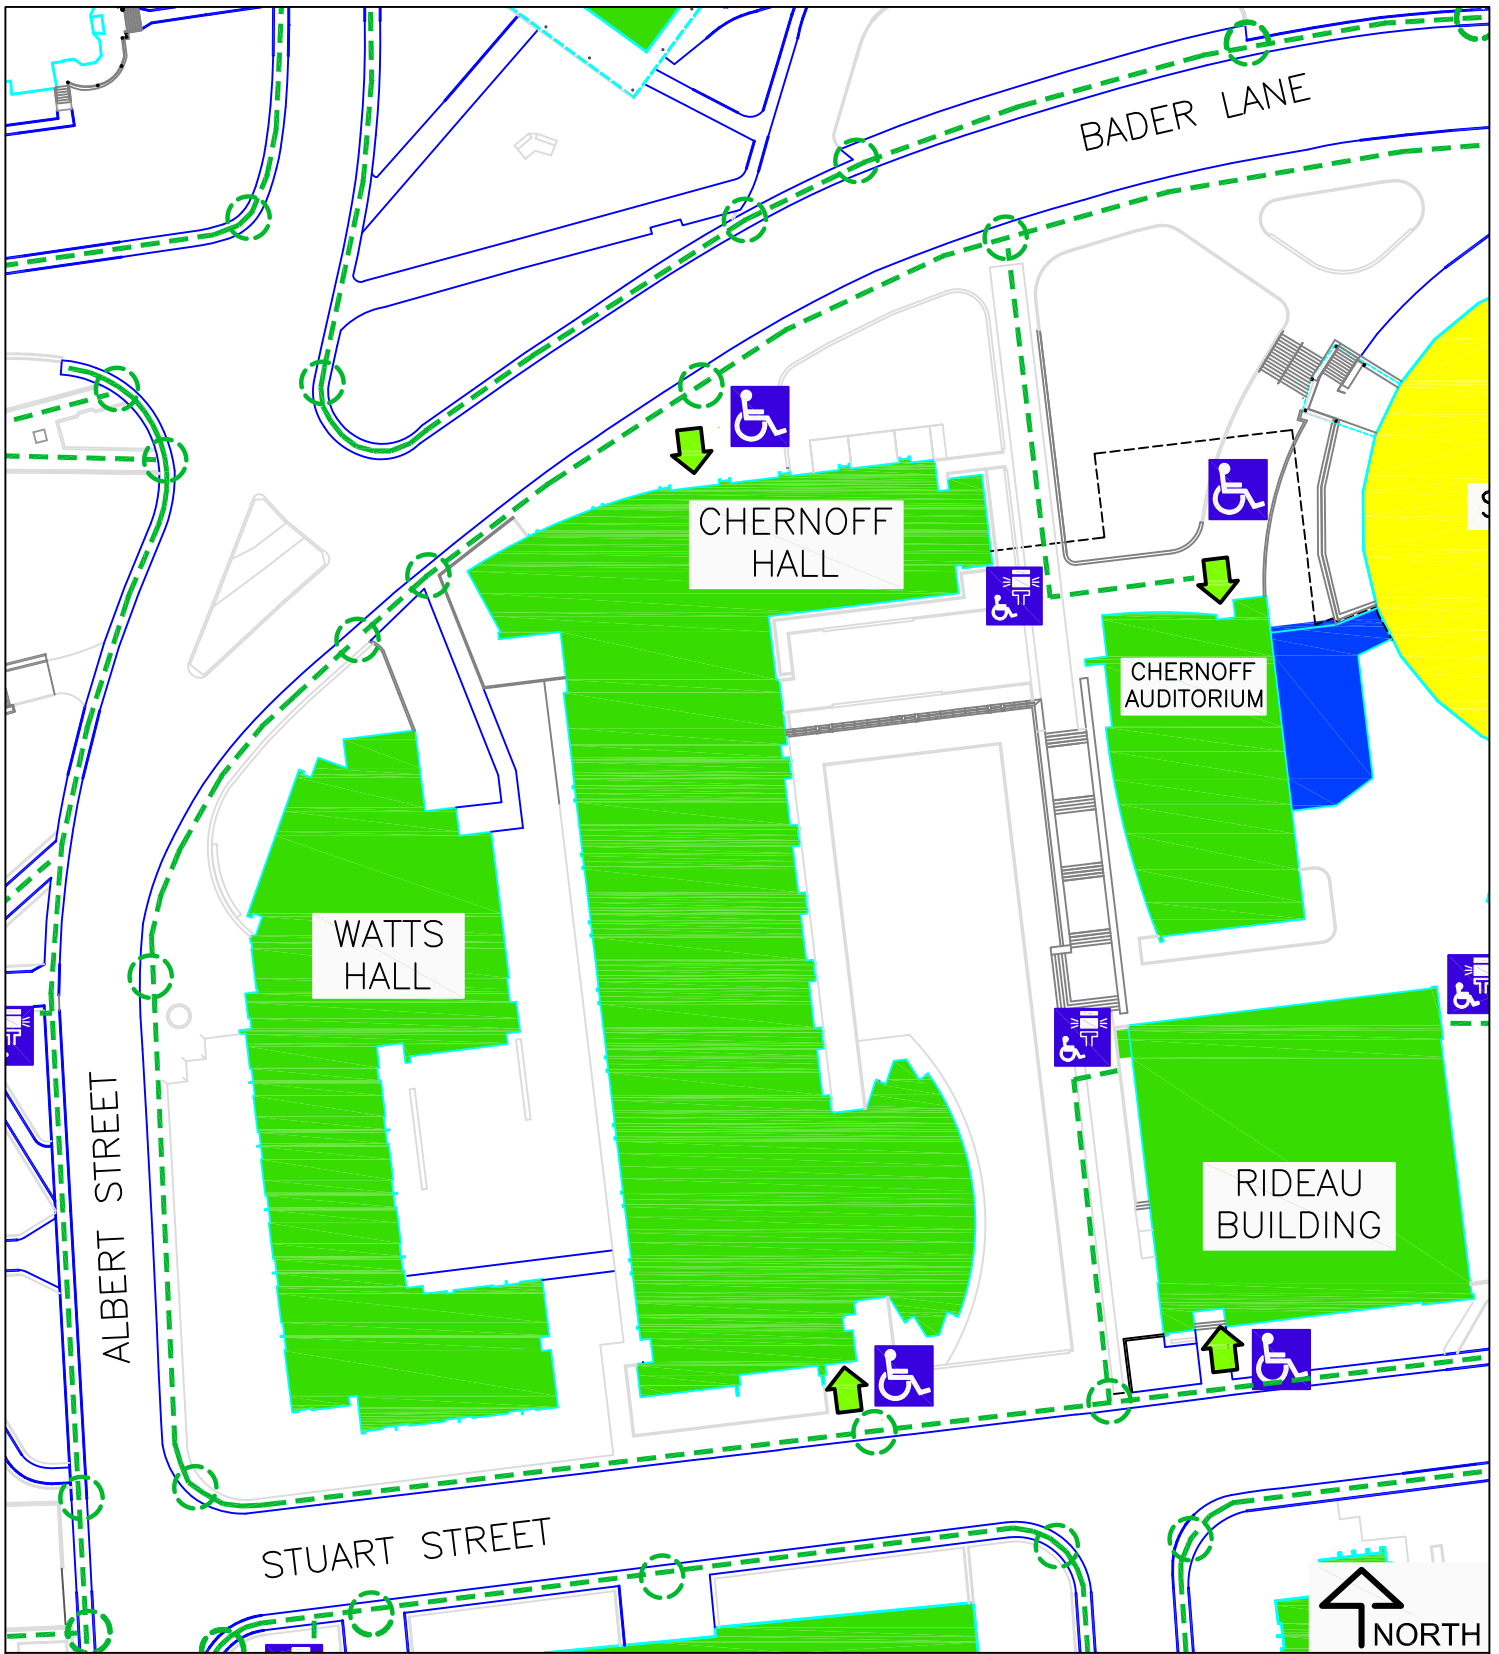 BADER LANE
CHERNOFF
HALL
CHERNOFF
AUDITORIUM
WATTS
HALL
ALBERT STREET
RIDEAU
BUILDING
STUART STREET
NORTH